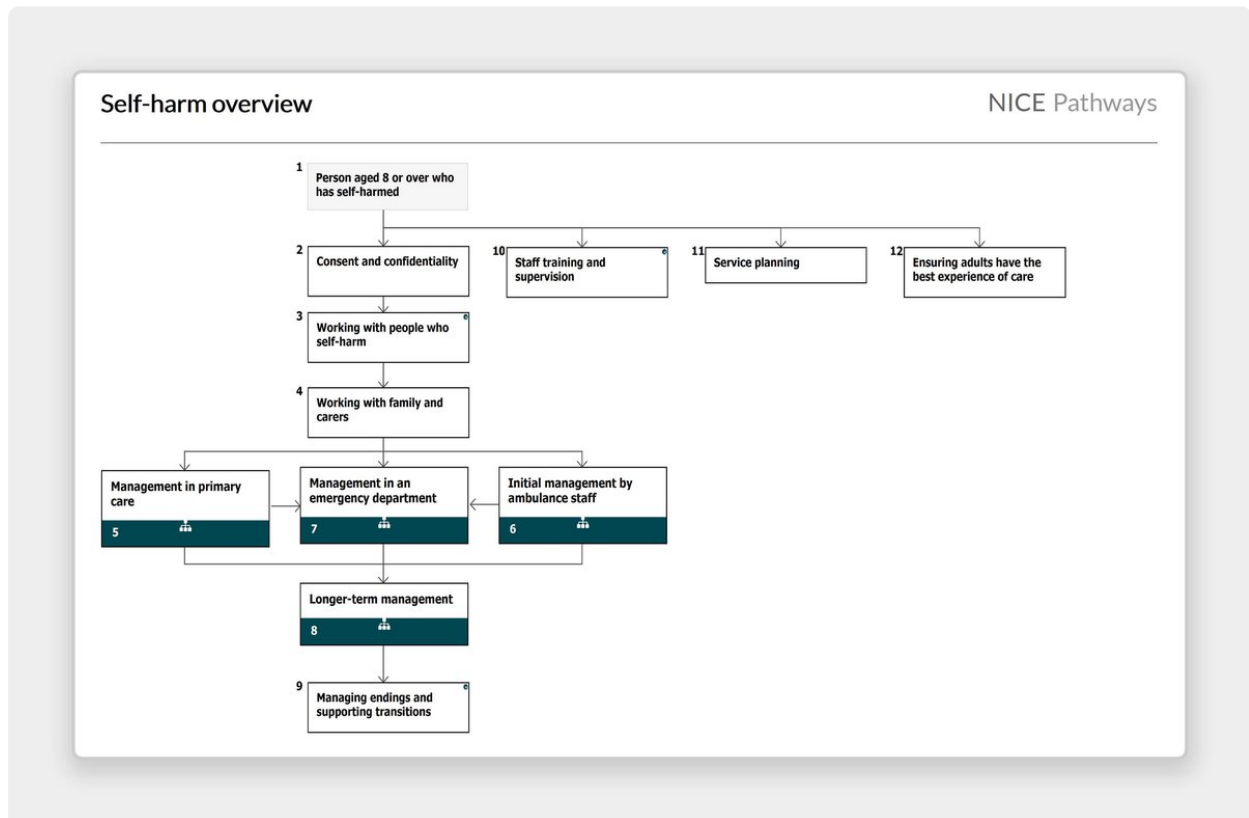 Self-harm overview
NICE Pathways
1
Person aged 8 or over who
has self-harmed
2
Consent and confidentiality
10
Staff training and
supervision
11
Service planning
12
Ensuring adults have the
best experience of care
3
Working with people who
self-harm
4
Working with family and
carers
Management in primary
care
5
Management in an
emergency department
7
Initial management by
ambulance staff
6
Longer-term management
8
9
Managing endings and
supporting transitions